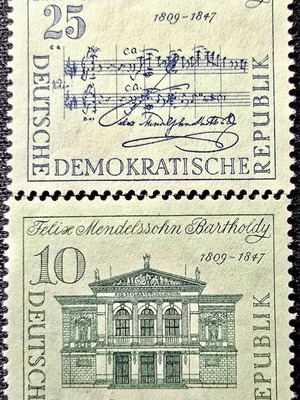 25
1809-1847
c.a.
c.a.
DEUTSCHE DEMOKRATISCHE REPUBLIK
Felix Mendelssohn Bartholdy
10
1809-1847
DEUTSCHE
REPUBLIK